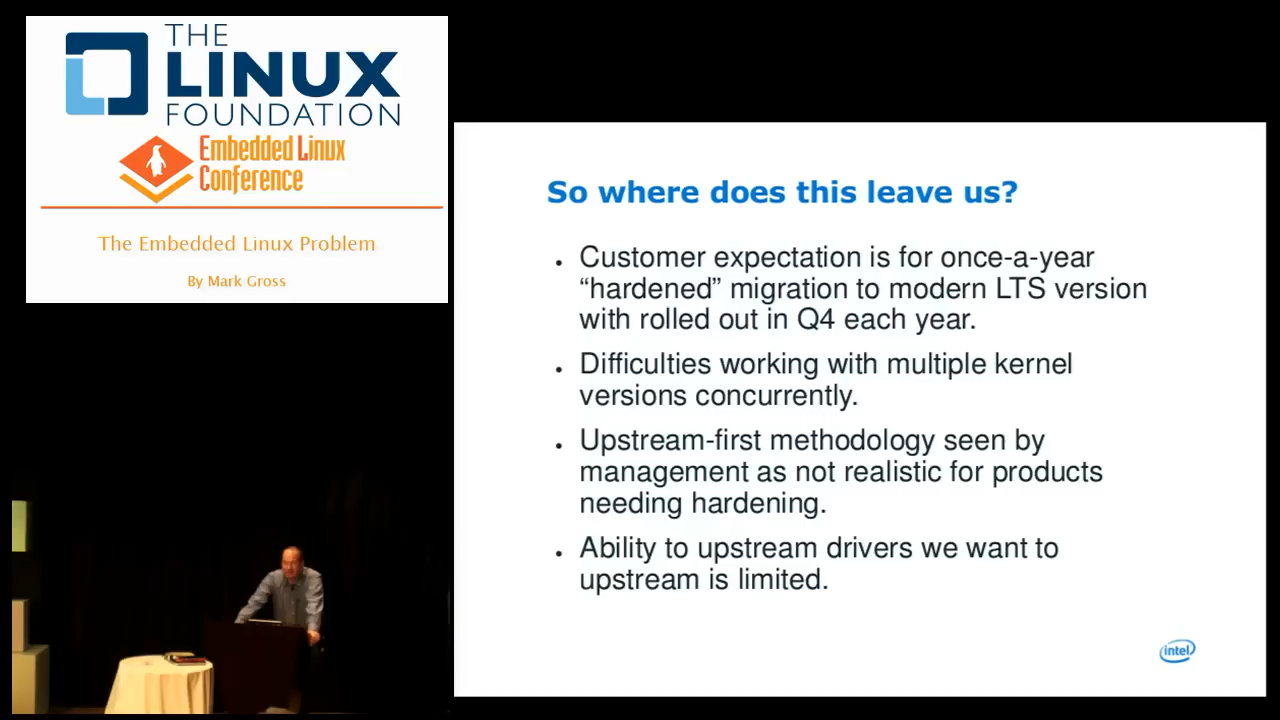 THE
LINUX
FOUNDATION
Embedded Linux
Conference
The Embedded Linux Problem
By Mark Gross
So where does this leave us?
• Customer expectation is for once-a-year
“hardened” migration to modern LTS version
with rolled out in Q4 each year.
• Difficulties working with multiple kernel
versions concurrently.
• Upstream-first methodology seen by
management as not realistic for products
needing hardening.
• Ability to upstream drivers we want to
upstream is limited.
intel